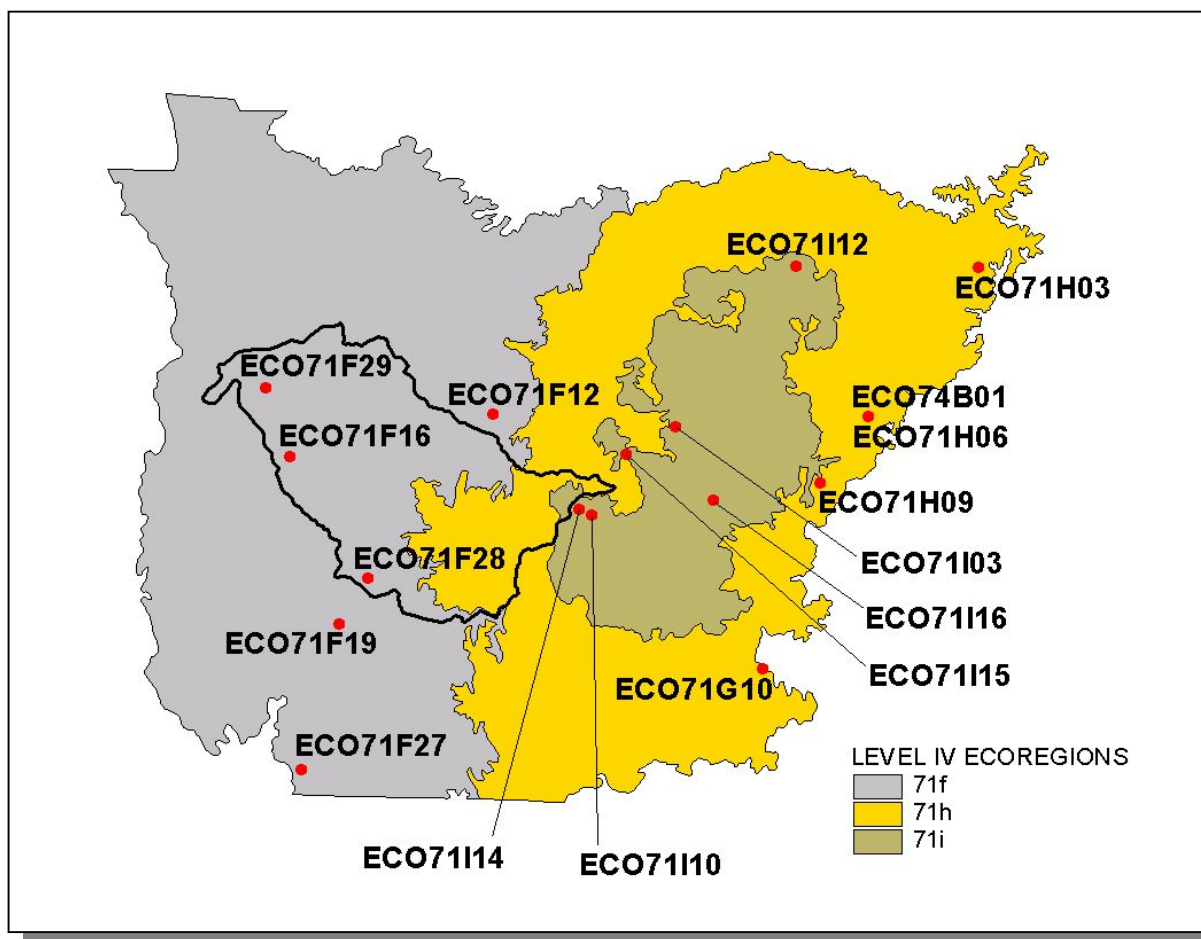 ECO71I12
ECO71H03
ECO71F29
ECO71F12
ECO74B01
ECO71F16
ECO71H06
ECO71H09
ECO71F28
ECO71I03
ECO71I16
ECO71F19
ECO71I15
ECO71G10
ECO71F27
LEVEL IV ECOREGIONS
71f
71h
71i
ECO71I14
ECO71I10